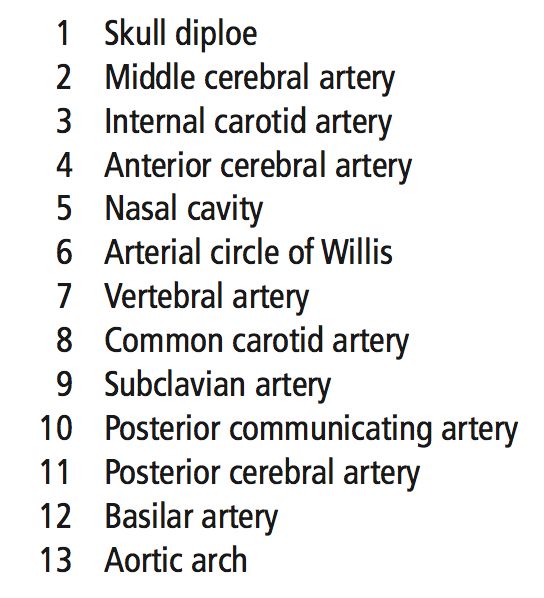 1 Skull diploe
2 Middle cerebral artery
3 Internal carotid artery
4 Anterior cerebral artery
5 Nasal cavity
6 Arterial circle of Willis
7 Vertebral artery
8 Common carotid artery
9 Subclavian artery
10 Posterior communicating artery
11 Posterior cerebral artery
12 Basilar artery
13 Aortic arch